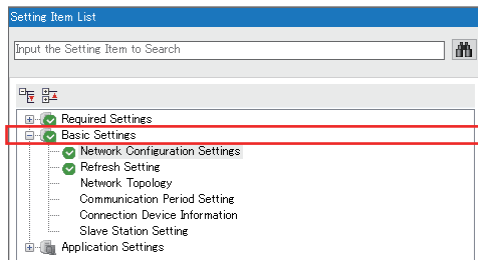 Setting Item List
Input the Setting Item to Search
Required Settings
Basic Settings
Network Configuration Settings
Refresh Setting
Network Topology
Communication Period Setting
Connection Device Information
Slave Station Setting
Application Settings